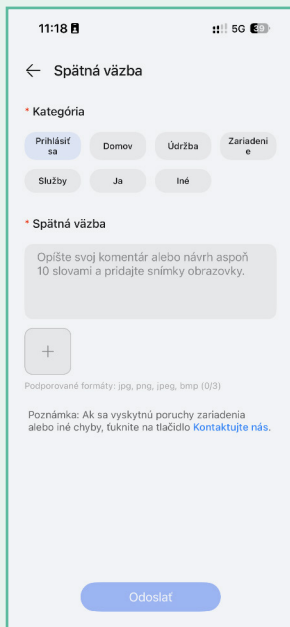 11:18 5G 39
← Spätná väzba
* Kategória
Prihlásiť
sa
Domov
Údržba
Zariadeni
e
Služby
Ja
Iné
* Spätná väzba
Opíšte svoj komentár alebo návrh aspoň
10 slovami a pridajte snímky obrazovky.
+
Podporované formáty: jpg, png, jpeg, bmp (0/3)
Poznámka: Ak sa vyskytnú poruchy zariadenia
alebo iné chyby, ťuknite na tlačidlo Kontaktujte nás.
Odoslať